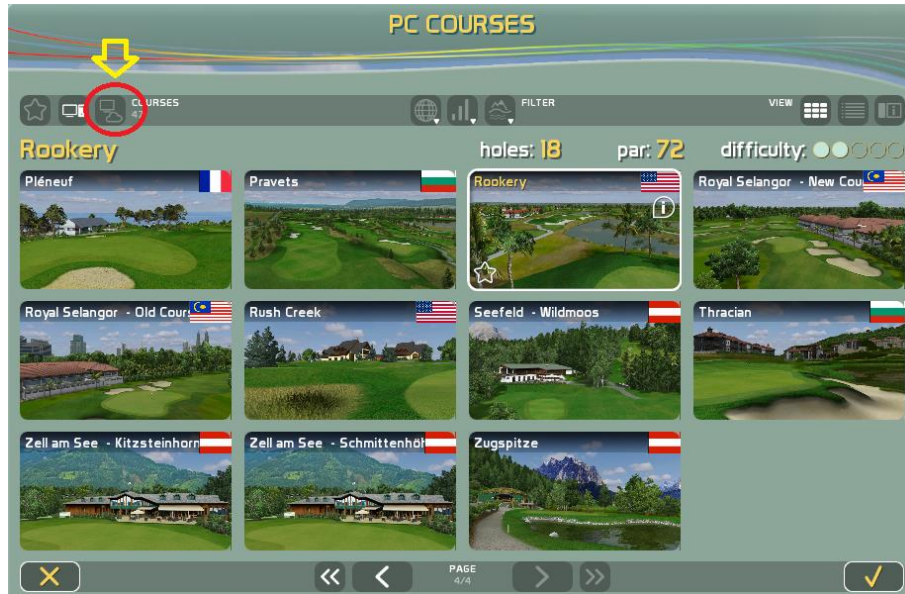 PC COURSES
COURSES
FILTER
VIEW
Rookery
holes: 18
par: 72
difficulty:
Pléneuf
Pravets
Rookery
Royal Selangor - New Cou
Royal Selangor - Old Cour
Rush Creek
Seefeld - Wildmoos
Thracian
Zell am See - Kitzsteinhorn
Zell am See - Schmittenhöh
Zugspitze
PAGE
4/4